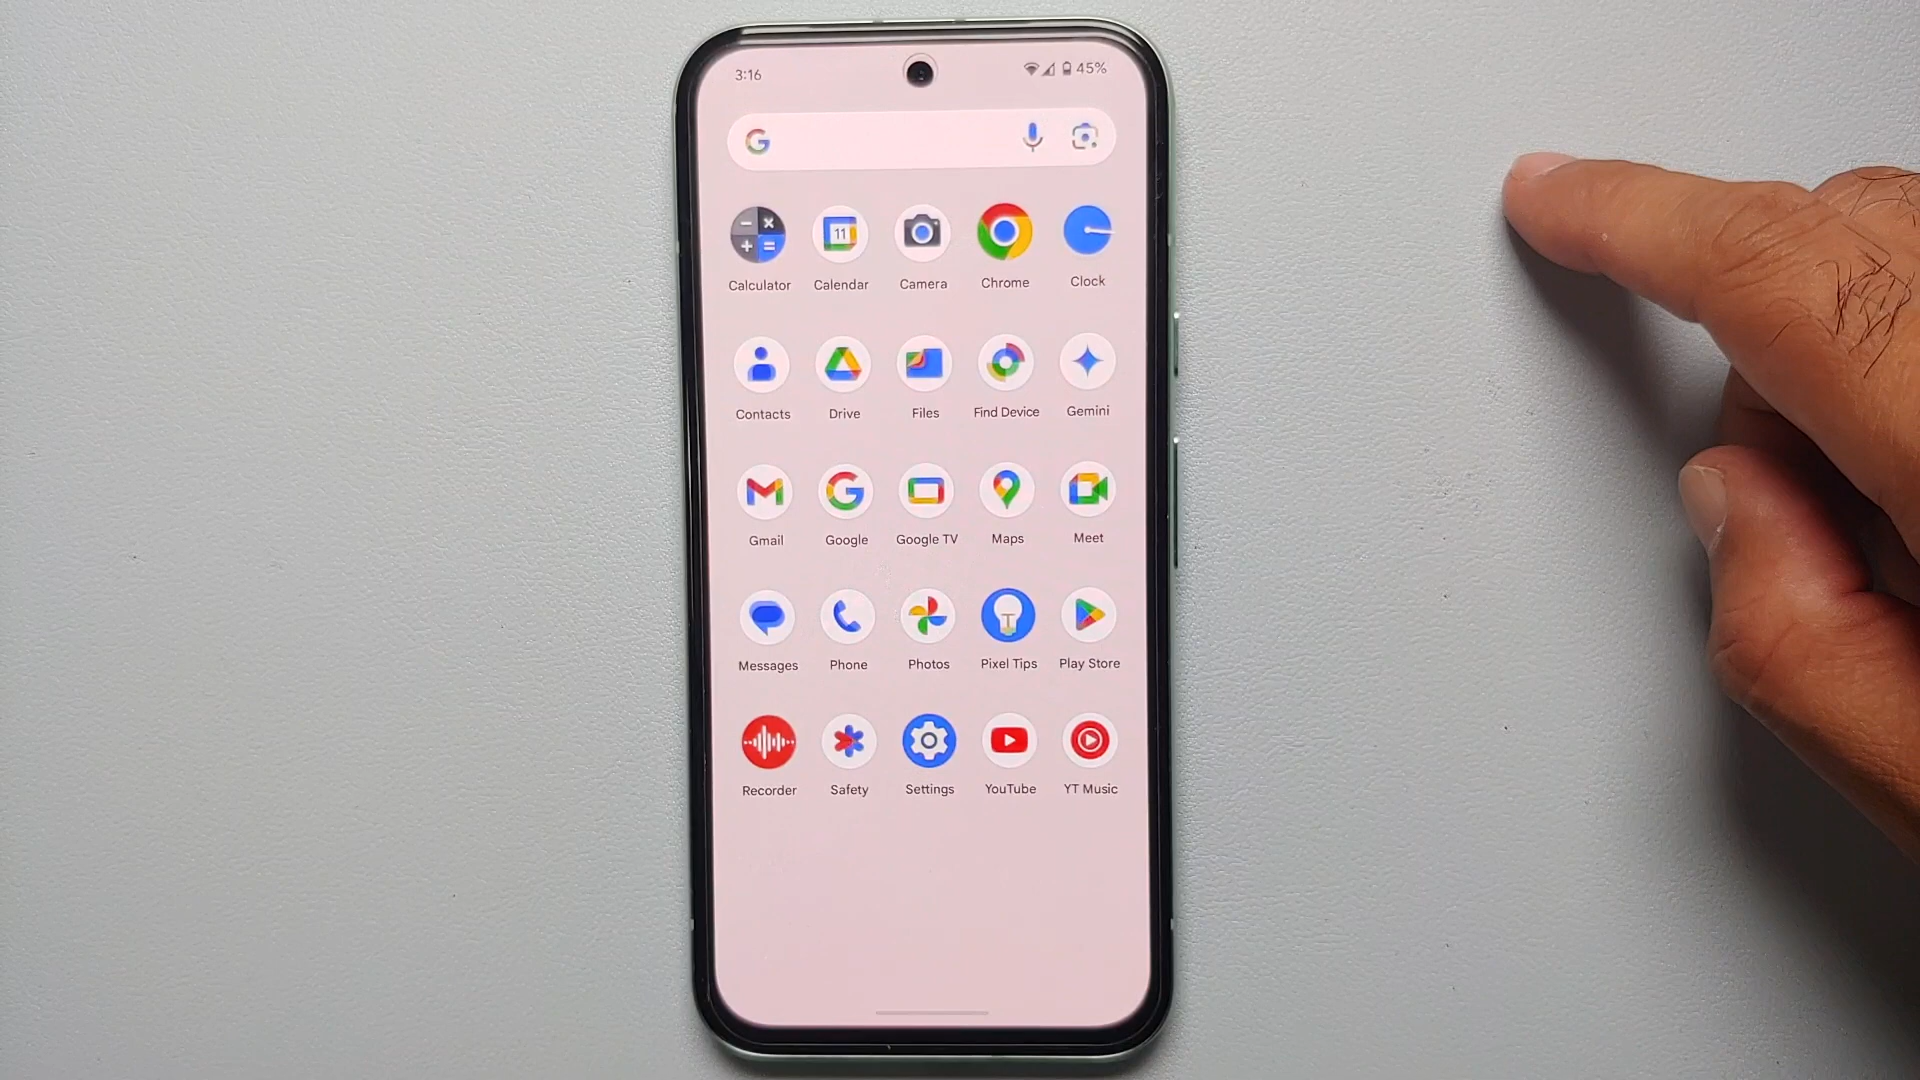 3:16 45%
G
Calculator Calendar Camera Chrome Clock
11
Contacts Drive Files Find Device Gemini
Gmail Google Google TV Maps Meet
Messages Phone Photos Pixel Tips Play Store
Recorder Safety Settings YouTube YT Music